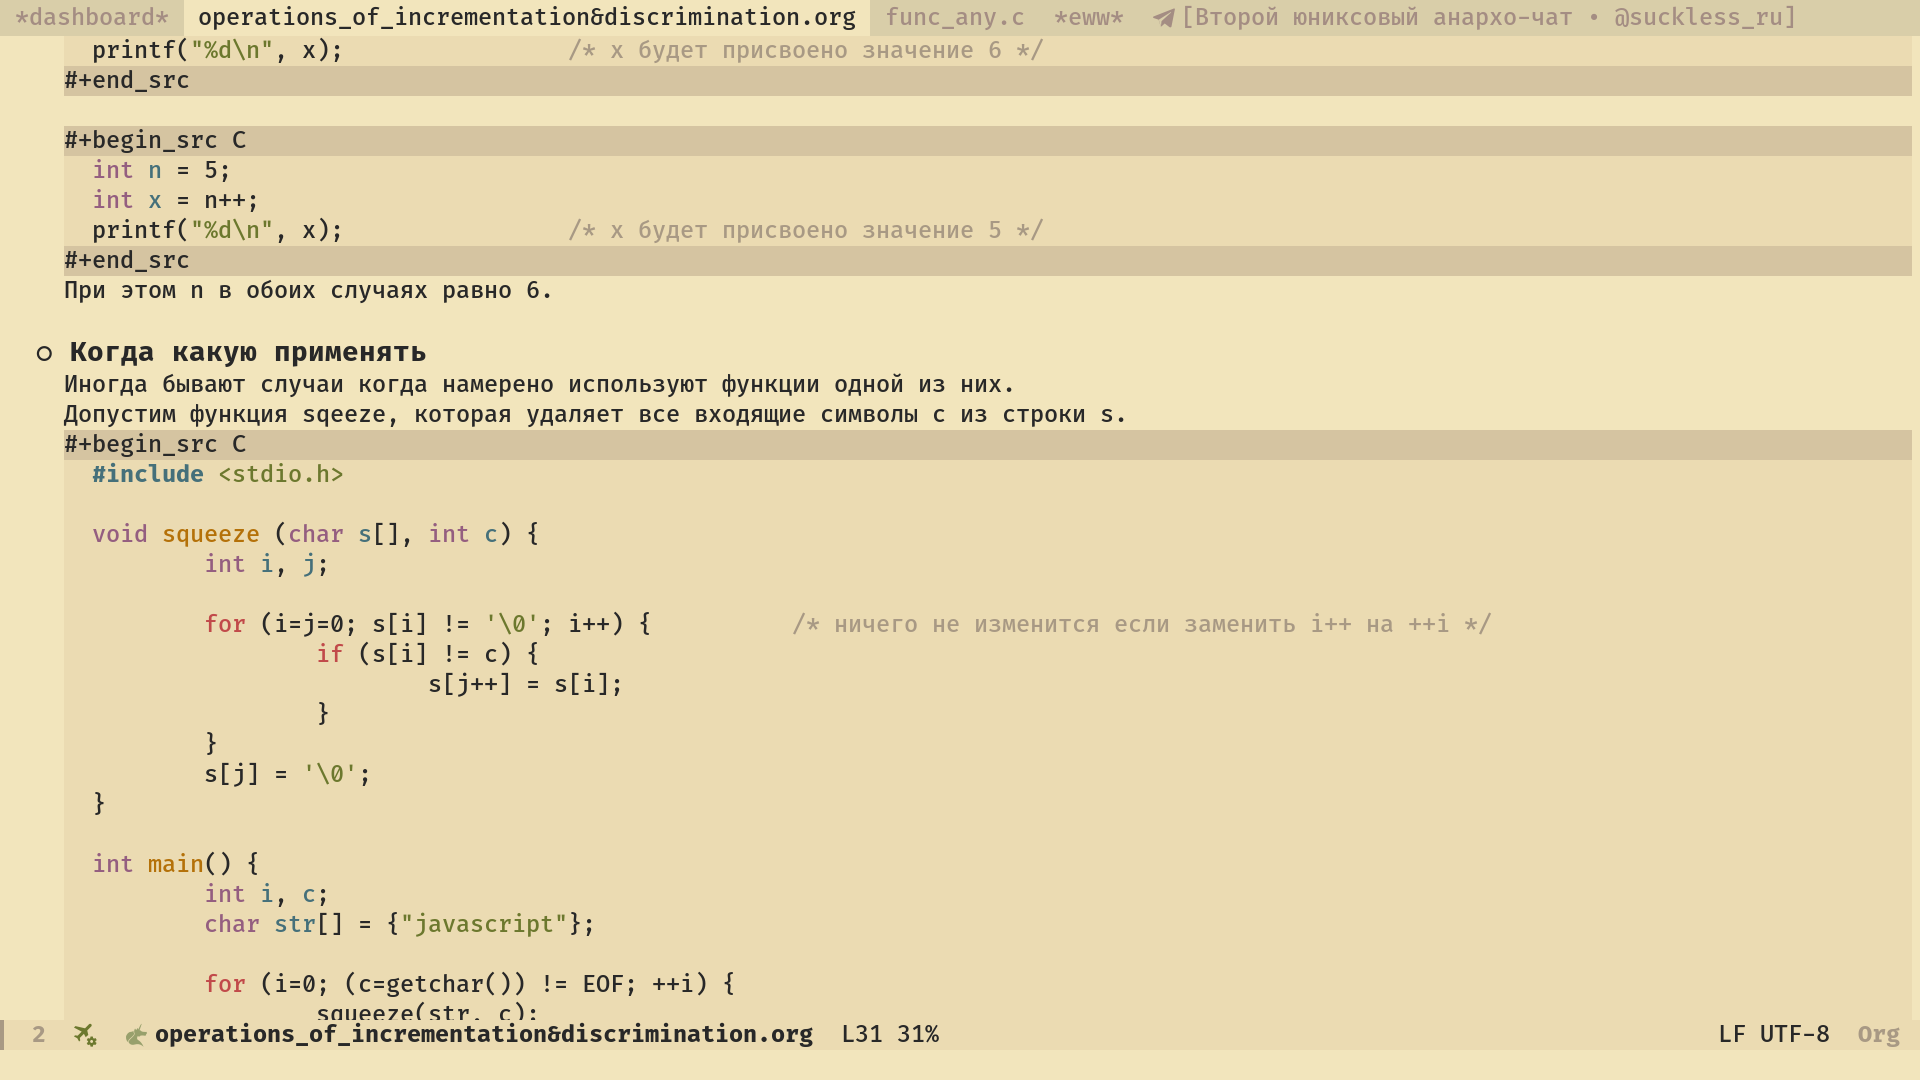 *dashboard* operations_of_incrementation&discrimination.org func_any.c *eww* [Второй юниксовый анархо-чат • @suckless_ru]
printf("%d\n", x); /* x будет присвоено значение 6 */
#+end_src
#+begin_src C
int n = 5;
int x = n++;
printf("%d\n", x); /* x будет присвоено значение 5 */
#+end_src
При этом n в обоих случаях равно 6.
○ Когда какую применять
Иногда бывают случаи когда намерено используют функции одной из них.
Допустим функция sqeeze, которая удаляет все входящие символы c из строки s.
#+begin_src C
#include <stdio.h>
void squeeze (char s[], int c) {
int i, j;
for (i=j=0; s[i] != '\0'; i++) { /* ничего не изменится если заменить i++ на ++i */
if (s[i] != c) {
s[j++] = s[i];
}
}
s[j] = '\0';
}
int main() {
int i, c;
char str[] = {"javascript"};
for (i=0; (c=getchar()) != EOF; ++i) {
squeeze(str, c);
2 operations_of_incrementation&discrimination.org L31 31% LF UTF-8 Org